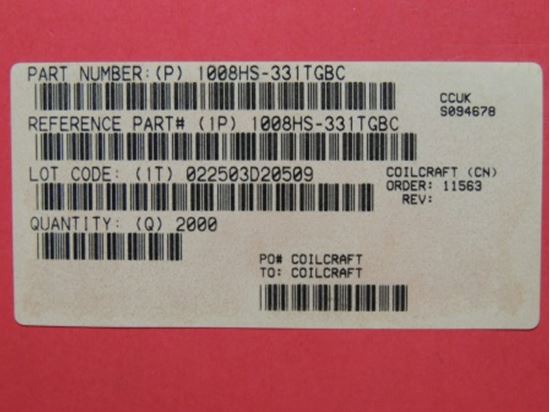 PART NUMBER:(P) 1008HS-331TGBC
CCUK
S094678
REFERENCE PART# (1P) 1008HS-331TGBC
LOT CODE: (1T) 022503D20509
COILCRAFT (CN)
ORDER: 11563
REV:
QUANTITY: (Q) 2000
PO# COILCRAFT
TO: COILCRAFT